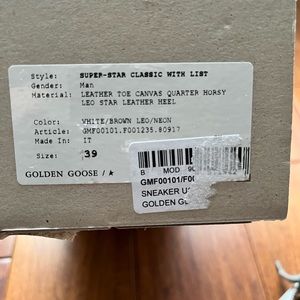 Style: SUPER-STAR CLASSIC WITH LIST
Gender: Man
Material: LEATHER TOE CANVAS QUARTER HORSY
LEO STAR LEATHER HEEL
Color: WHITE/BROWN LEO/NEON
Article: GMF00101.F001235.80917
Made In: IT
Size: 39
GOLDEN GOOSE / ★
B MOD 90
GMF00101/F00
SNEAKER U
GOLDEN G